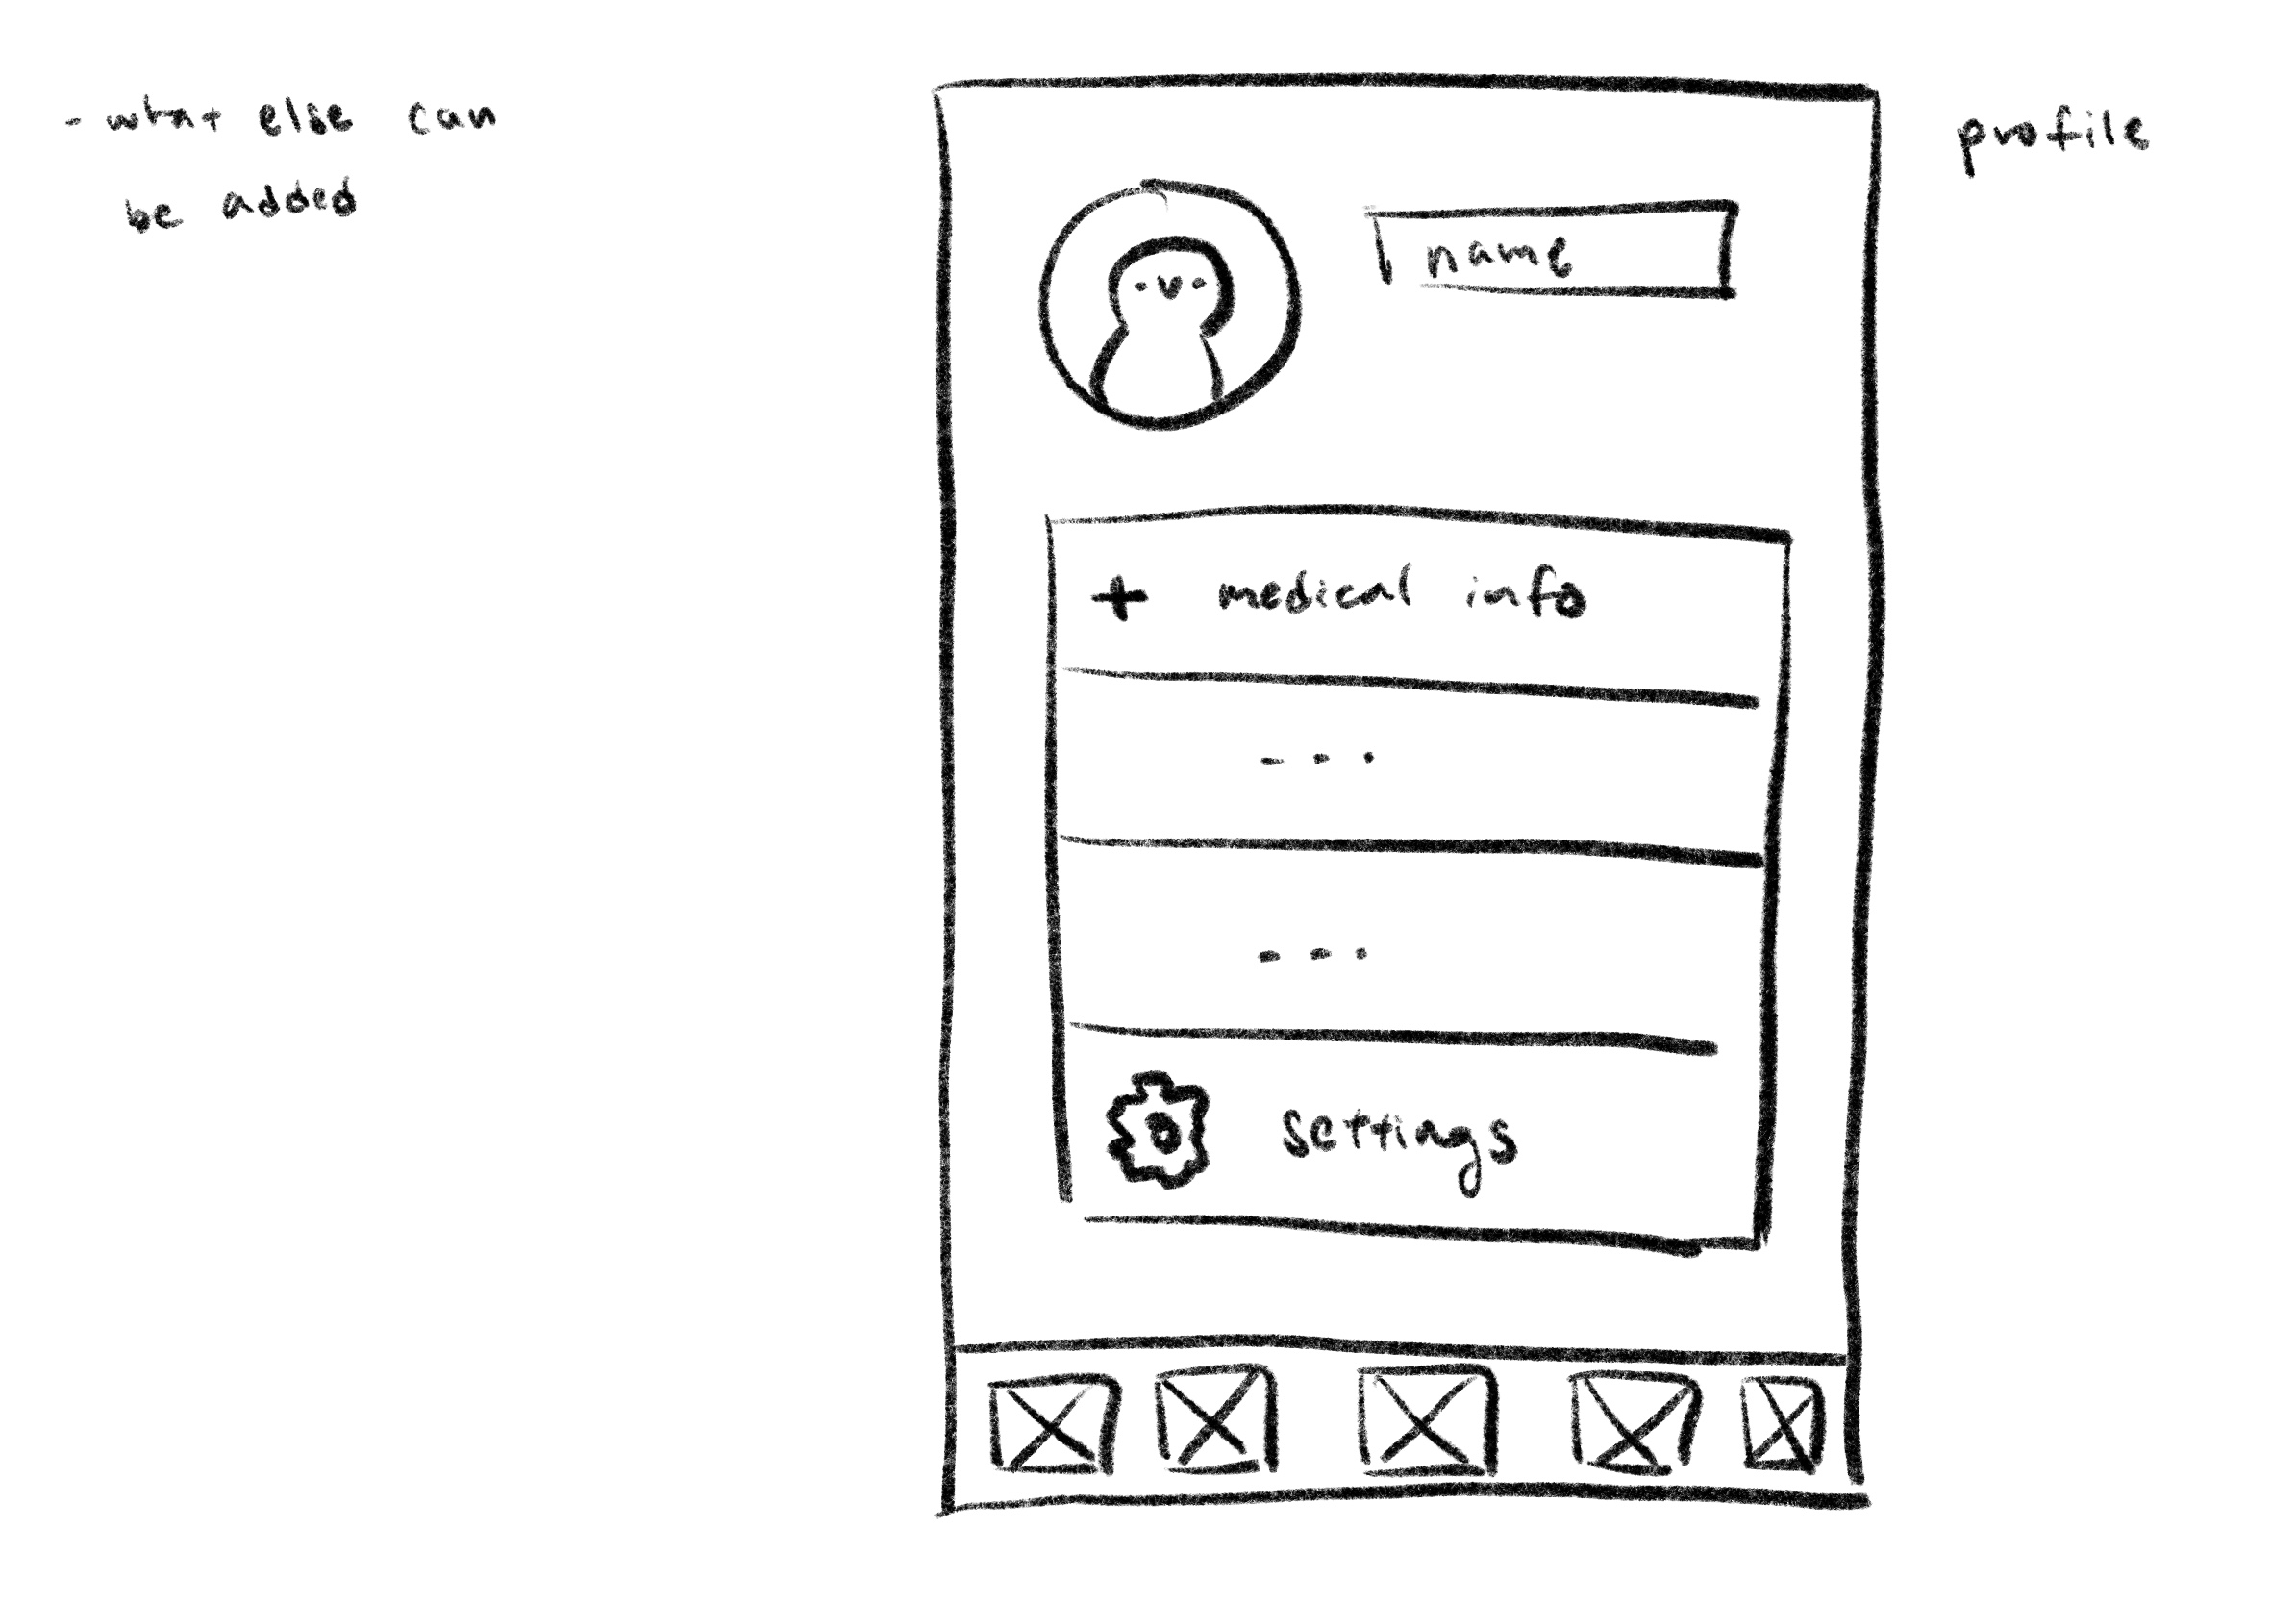 - what else can
be added
profile
name
+ medical info
- - .
- - .
settings